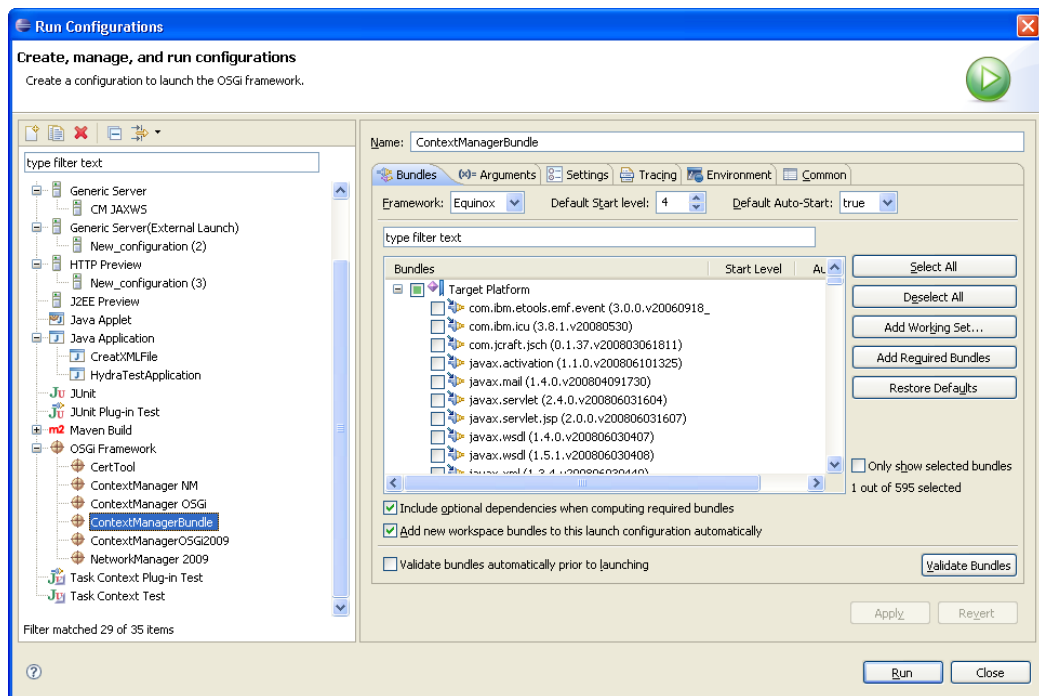 Run Configurations
Create, manage, and run configurations
Create a configuration to launch the OSGi framework.
type filter text
Generic Server
CM JAXWS
Generic Server(External Launch)
New_configuration (2)
HTTP Preview
New_configuration (3)
J2EE Preview
Java Applet
Java Application
CreatXMLFile
HydraTestApplication
JUnit
JUnit Plug-in Test
m2 Maven Build
OSGi Framework
CertTool
ContextManager NM
ContextManager OSGi
ContextManagerBundle
ContextManagerOSGi2009
NetworkManager 2009
Task Context Plug-in Test
Task Context Test
Filter matched 29 of 35 items
Name: ContextManagerBundle
Bundles (x)= Arguments Settings Tracing Environment Common
Framework: Equinox Default Start level: 4 Default Auto-Start: true
type filter text
Bundles Start Level Au
Target Platform
com.ibm.etools.emf.event (3.0.0.v20060918_
com.ibm.icu (3.8.1.v20080530)
com.jcraft.jsch (0.1.37.v200803061811)
javax.activation (1.1.0.v200806101325)
javax.mail (1.4.0.v200804091730)
javax.servlet (2.4.0.v200806031604)
javax.servlet.jsp (2.0.0.v200806031607)
javax.wsdl (1.4.0.v200806030407)
javax.wsdl (1.5.1.v200806030408)
Select All
Deselect All
Add Working Set...
Add Required Bundles
Restore Defaults
Only show selected bundles
1 out of 595 selected
Include optional dependencies when computing required bundles
Add new workspace bundles to this launch configuration automatically
Validate bundles automatically prior to launching
Validate Bundles
Apply Revert
Run Close